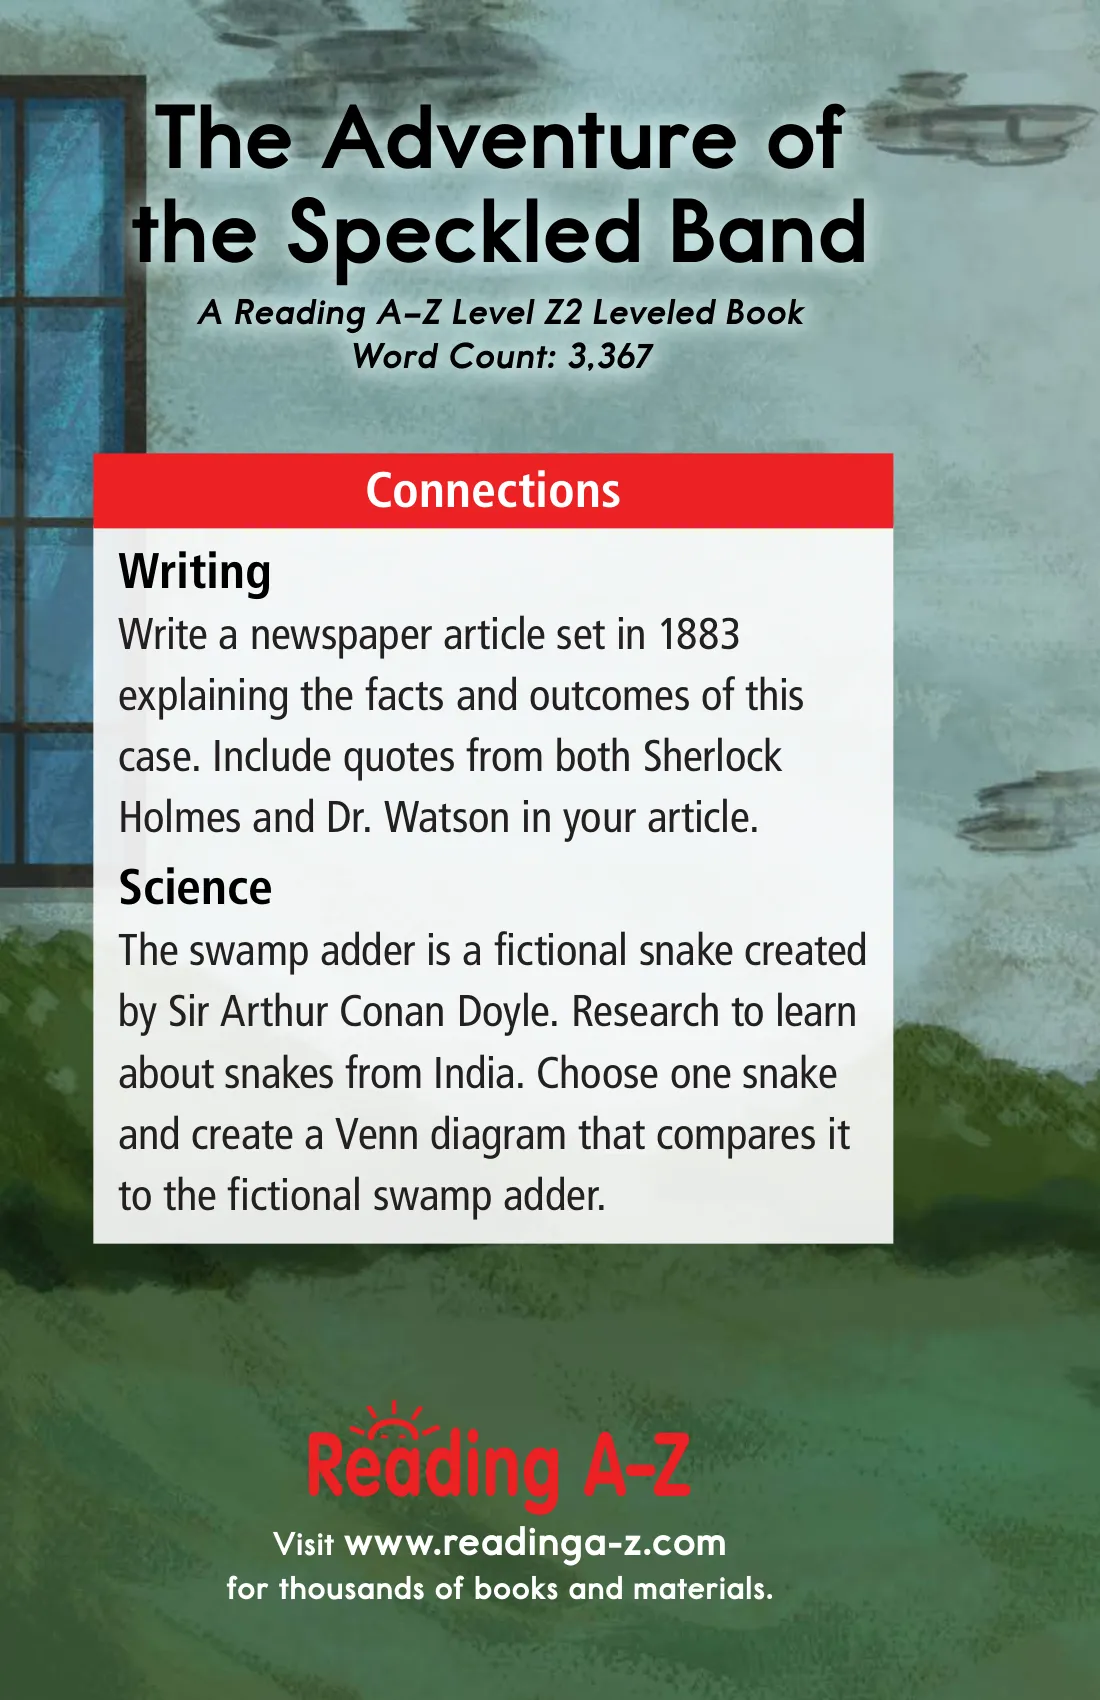 The Adventure of
the Speckled Band
A Reading A–Z Level Z2 Leveled Book
Word Count: 3,367
Connections
Writing
Write a newspaper article set in 1883
explaining the facts and outcomes of this
case. Include quotes from both Sherlock
Holmes and Dr. Watson in your article.
Science
The swamp adder is a fictional snake created
by Sir Arthur Conan Doyle. Research to learn
about snakes from India. Choose one snake
and create a Venn diagram that compares it
to the fictional swamp adder.
Reading A–Z
Visit www.readinga-z.com
for thousands of books and materials.